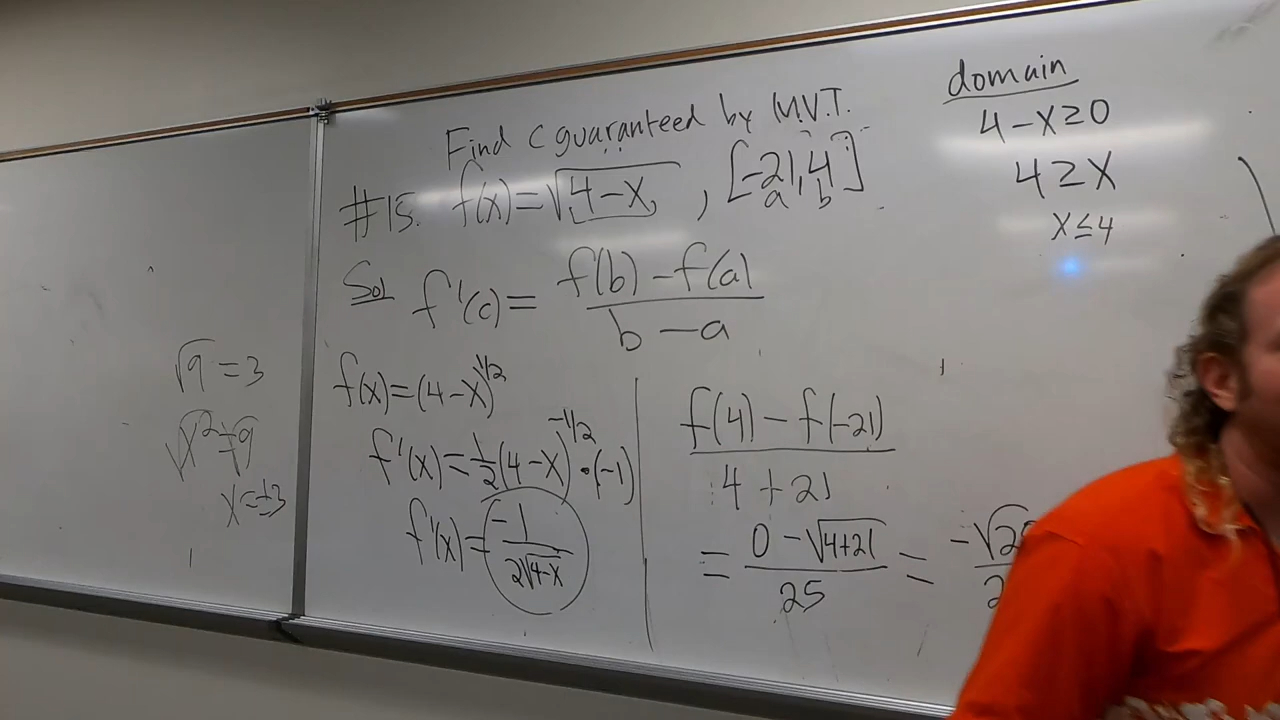 Find c guaranteed by M.V.T.
#15. f(x)=√(4-x) , [-21,4]
a b
Sol f'(c)= (f(b)-f(a))/(b-a)
f(x)=(4-x)^1/2
f'(x)=1/2(4-x)^-1/2 •(-1)
f'(x)= -1/(2√(4-x))
(f(4)-f(-21))/(4+21)
= (0-√(4+21))/25 = -√2
domain
4-x≥0
4≥x
x≤4
√9=3
√x²=√9
x=±3